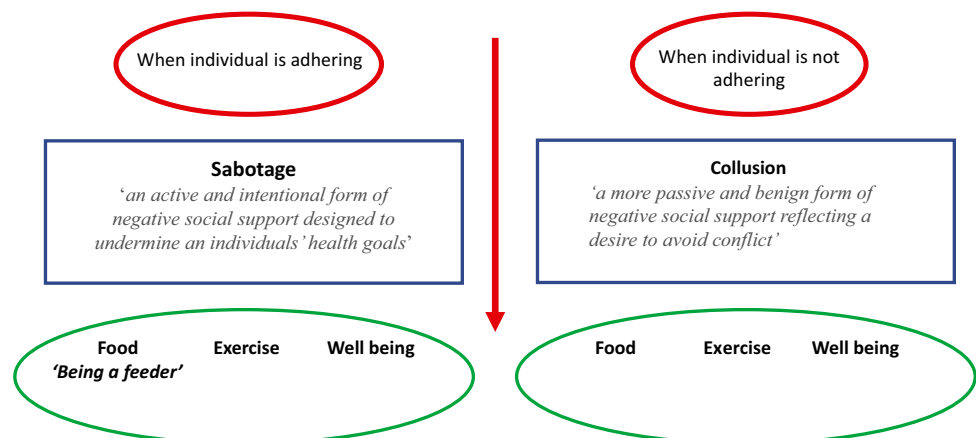 When individual is adhering
When individual is not
adhering
Sabotage
‘an active and intentional form of
negative social support designed to
undermine an individuals’ health goals’
Collusion
‘a more passive and benign form of
negative social support reflecting a
desire to avoid conflict’
Food Exercise Well being
‘Being a feeder’
Food Exercise Well being